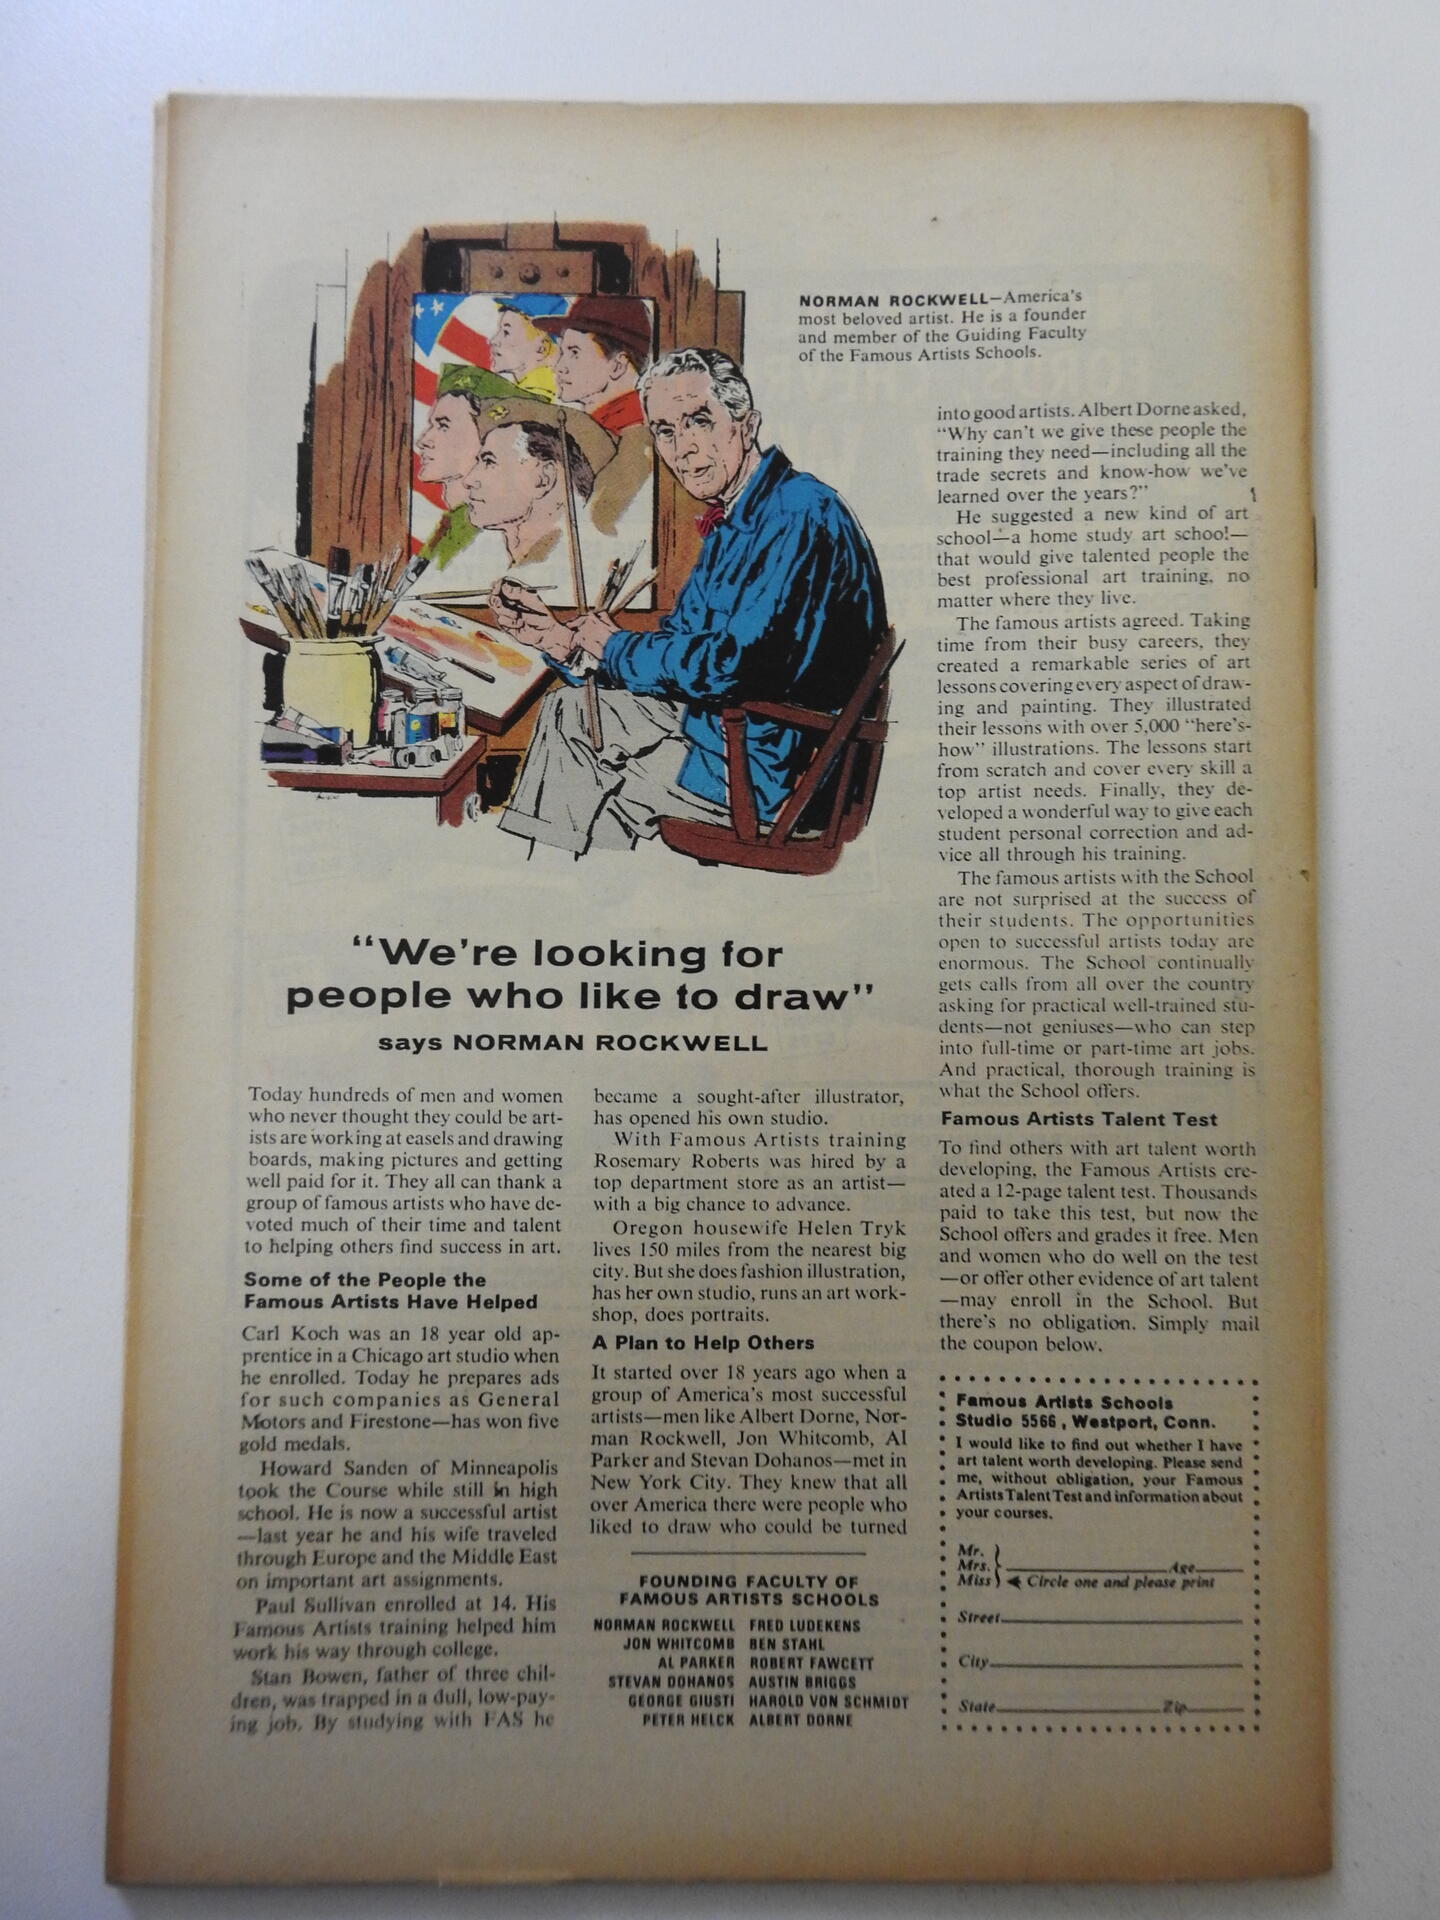 NORMAN ROCKWELL—America's
most beloved artist. He is a founder
and member of the Guiding Faculty
of the Famous Artists Schools.
"We're looking for
people who like to draw"
says NORMAN ROCKWELL
Today hundreds of men and women
who never thought they could be art-
ists are working at easels and drawing
boards, making pictures and getting
well paid for it. They all can thank a
group of famous artists who have de-
voted much of their time and talent
to helping others find success in art.
Some of the People the
Famous Artists Have Helped
Carl Koch was an 18 year old ap-
prentice in a Chicago art studio when
he enrolled. Today he prepares ads
for such companies as General
Motors and Firestone—has won five
gold medals.
Howard Sanden of Minneapolis
took the Course while still in high
school. He is now a successful artist
—last year he and his wife traveled
through Europe and the Middle East
on important art assignments.
Paul Sullivan enrolled at 14. His
Famous Artists training helped him
work his way through college.
Stan Bowen, father of three chil-
dren, was trapped in a dull, low-pay-
ing job. By studying with FAS he
became a sought-after illustrator,
has opened his own studio.
With Famous Artists training
Rosemary Roberts was hired by a
top department store as an artist—
with a big chance to advance.
Oregon housewife Helen Tryk
lives 150 miles from the nearest big
city. But she does fashion illustration,
has her own studio, runs an art work-
shop, does portraits.
A Plan to Help Others
It started over 18 years ago when a
group of America's most successful
artists—men like Albert Dorne, Nor-
man Rockwell, Jon Whitcomb, Al
Parker and Stevan Dohanos—met in
New York City. They knew that all
over America there were people who
liked to draw who could be turned
into good artists. Albert Dorne asked,
"Why can't we give these people the
training they need—including all the
trade secrets and know-how we've
learned over the years?"
He suggested a new kind of art
school—a home study art school—
that would give talented people the
best professional art training, no
matter where they live.
The famous artists agreed. Taking
time from their busy careers, they
created a remarkable series of art
lessons covering every aspect of draw-
ing and painting. They illustrated
their lessons with over 5,000 "here's-
how" illustrations. The lessons start
from scratch and cover every skill a
top artist needs. Finally, they de-
veloped a wonderful way to give each
student personal correction and ad-
vice all through his training.
The famous artists with the School
are not surprised at the success of
their students. The opportunities
open to successful artists today are
enormous. The School continually
gets calls from all over the country
asking for practical well-trained stu-
dents—not geniuses—who can step
into full-time or part-time art jobs.
And practical, thorough training is
what the School offers.
Famous Artists Talent Test
To find others with art talent worth
developing, the Famous Artists cre-
ated a 12-page talent test. Thousands
paid to take this test, but now the
School offers and grades it free. Men
and women who do well on the test
—or offer other evidence of art talent
—may enroll in the School. But
there's no obligation. Simply mail
the coupon below.
FOUNDING FACULTY OF
FAMOUS ARTISTS SCHOOLS
NORMAN ROCKWELL FRED LUDEKENS
JON WHITCOMB BEN STAHL
AL PARKER ROBERT FAWCETT
STEVAN DOHANOS AUSTIN BRIGGS
GEORGE GIUSTI HAROLD VON SCHMIDT
PETER HELCK ALBERT DORNE
Famous Artists Schools
Studio 5566, Westport, Conn.
I would like to find out whether I have
art talent worth developing. Please send
me, without obligation, your Famous
Artists Talent Test and information about
your courses.
Mr.
Mrs. Age
Miss Circle one and please print
Street
City
State Zip